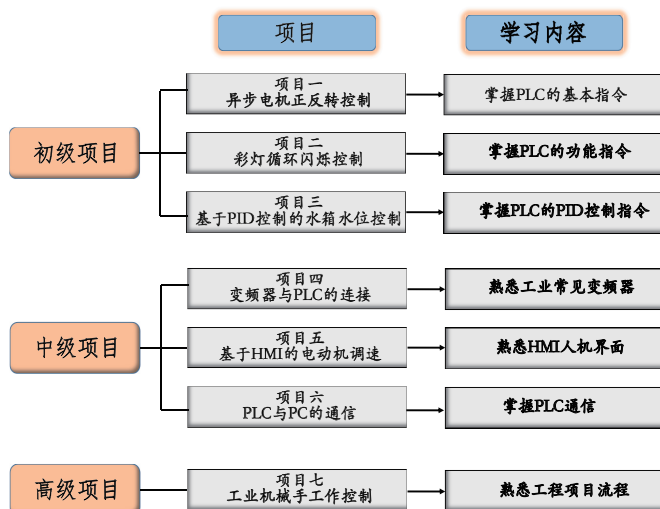 项目
学习内容
初级项目
项目一
异步电机正反转控制
掌握PLC的基本指令
项目二
彩灯循环闪烁控制
掌握PLC的功能指令
项目三
基于PID控制的水箱水位控制
掌握PLC的PID控制指令
中级项目
项目四
变频器与PLC的连接
熟悉工业常见变频器
项目五
基于HMI的电动机调速
熟悉HMI人机界面
项目六
PLC与PC的通信
掌握PLC通信
高级项目
项目七
工业机械手工作控制
熟悉工程项目流程